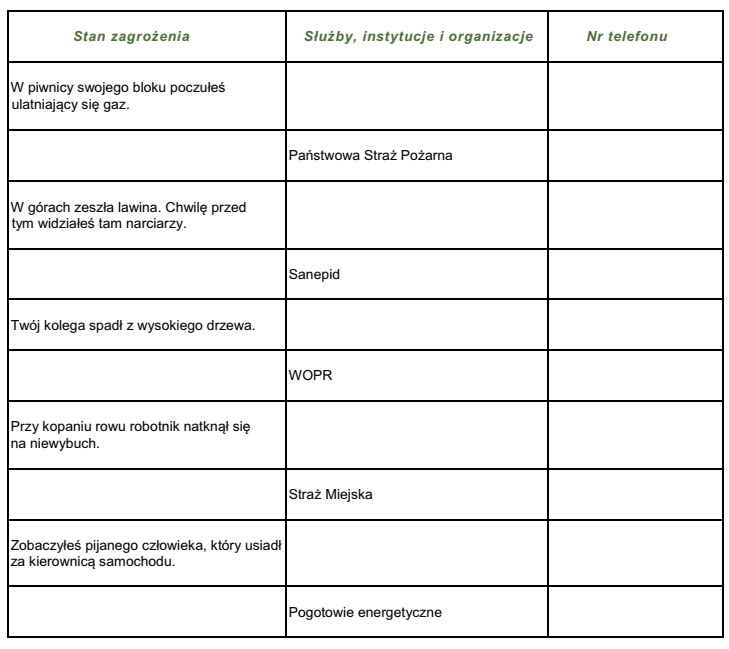 Stan zagrożenia
Służby, instytucje i organizacje
Nr telefonu
W piwnicy swojego bloku poczułeś
ulatniający się gaz.
Państwowa Straż Pożarna
W górach zeszła lawina. Chwilę przed
tym widziałeś tam narciarzy.
Sanepid
Twój kolega spadł z wysokiego drzewa.
WOPR
Przy kopaniu rowu robotnik natknął się
na niewybuch.
Straż Miejska
Zobaczyłeś pijanego człowieka, który usiadł
za kierownicą samochodu.
Pogotowie energetyczne